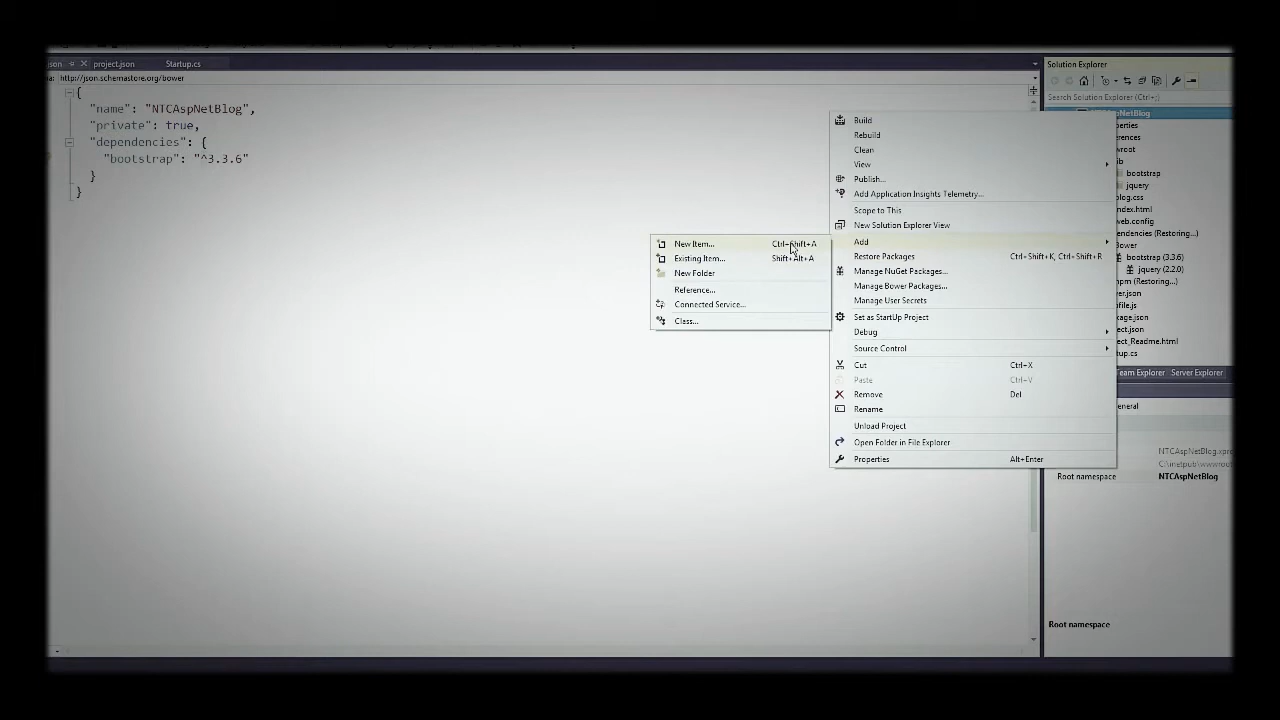 json
project.json
Startup.cs
http://json.schemastore.org/bower
{
"name": "NTCAspNetBlog",
"private": true,
"dependencies": {
"bootstrap": "^3.3.6"
}
}
New Item... Ctrl+Shift+A
Existing Item... Shift+Alt+A
New Folder
Reference...
Connected Service...
Class...
Build
Rebuild
Clean
View
Publish...
Add Application Insights Telemetry...
Scope to This
New Solution Explorer View
Add
Restore Packages Ctrl+Shift+K, Ctrl+Shift+R
Manage NuGet Packages...
Manage Bower Packages...
Manage User Secrets
Set as StartUp Project
Debug
Source Control
Cut Ctrl+X
Paste Ctrl+V
Remove Del
Rename
Unload Project
Open Folder in File Explorer
Properties Alt+Enter
Solution Explorer
Search Solution Explorer (Ctrl+;)
bootstrap
jquery
bootstrap (3.3.6)
jquery (2.2.0)
Team Explorer Server Explorer
Root namespace NTCAspNetBlog
Root namespace